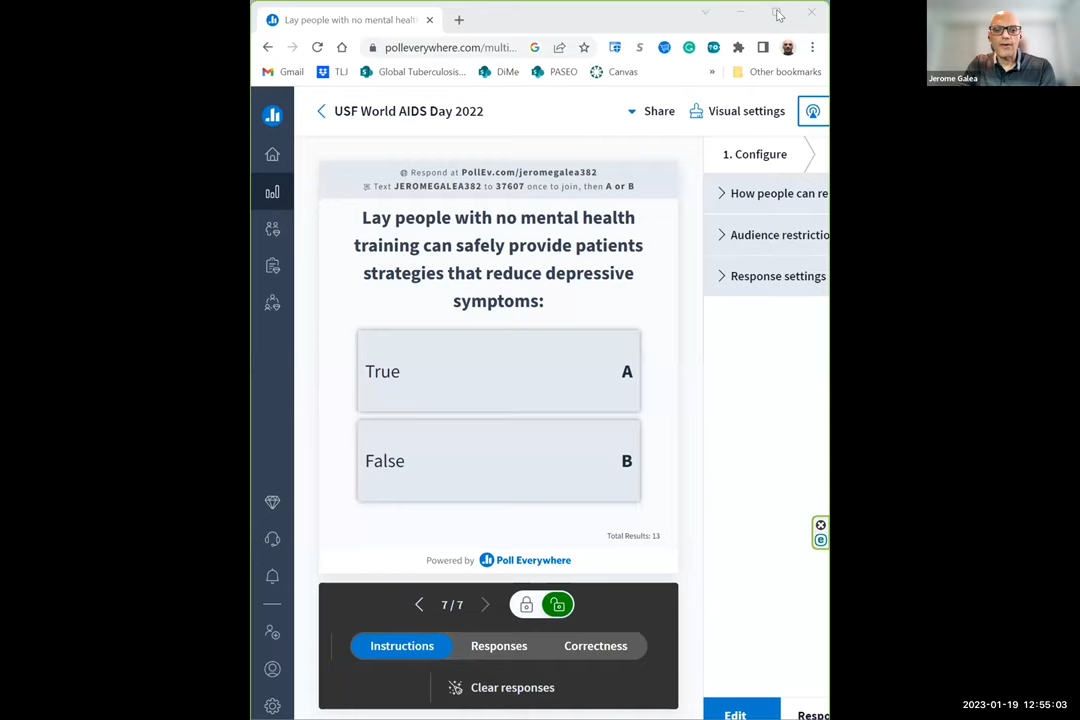 Lay people with no mental healt
polleverywhere.com/multi...
Gmail
TLJ
Global Tuberculosis...
DiMe
PASEO
Canvas
»
Other bookmarks
USF World AIDS Day 2022
Share
Visual settings
1. Configure
How people can re
Audience restrictio
Response settings
Respond at PollEv.com/jeromegalea382
Text JEROMEGALEA382 to 37607 once to join, then A or B
Lay people with no mental health
training can safely provide patients
strategies that reduce depressive
symptoms:
True A
False B
Total Results: 13
Powered by Poll Everywhere
7 / 7
Instructions
Responses
Correctness
Clear responses
Edit
Respo
Jerome Galea
2023-01-19 12:55:03